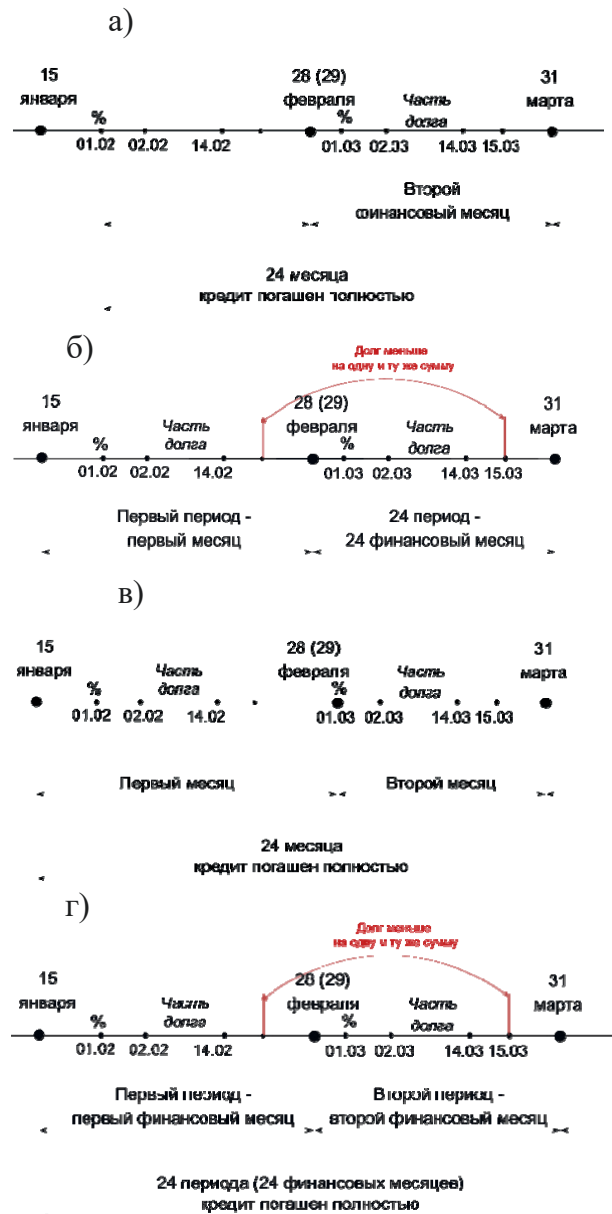 а)
15 28 (29) 31
января февраля Часть марта
% % долга
01.02 02.02 14.02 01.03 02.33 14.03 15.03
Второй
финансовый месяц
24 месяца
кредит погашен полностью
б)
Долг меньше
на одну и ту же сумму
15 28 (29) 31
января Часть февраля Часть марта
% долга % долга
01.02 02.02 14.02 01.03 02.03 14.03 15.03
Первый период - 24 период -
первый месяц 24 финансовый месяц
в)
15 28 (29) 31
января Часть февраля Часть марта
% долга % долга
01.02 02.02 14.02 01.03 02.03 14.03 15.03
Первый месяц Второй месяц
24 месяца
кредит погашен полностью
г)
Долг меньше
на одну и ту же сумму
15 28 (29) 31
января Часть февраля Часть марта
% долга % долга
01.02 02.02 14.02 01.03 02.03 14.03 15.03
Первый период - Второй период -
первый финансовый месяц второй финансовый месяц
24 периода (24 финансовых месяцев)
кредит погашен полностью